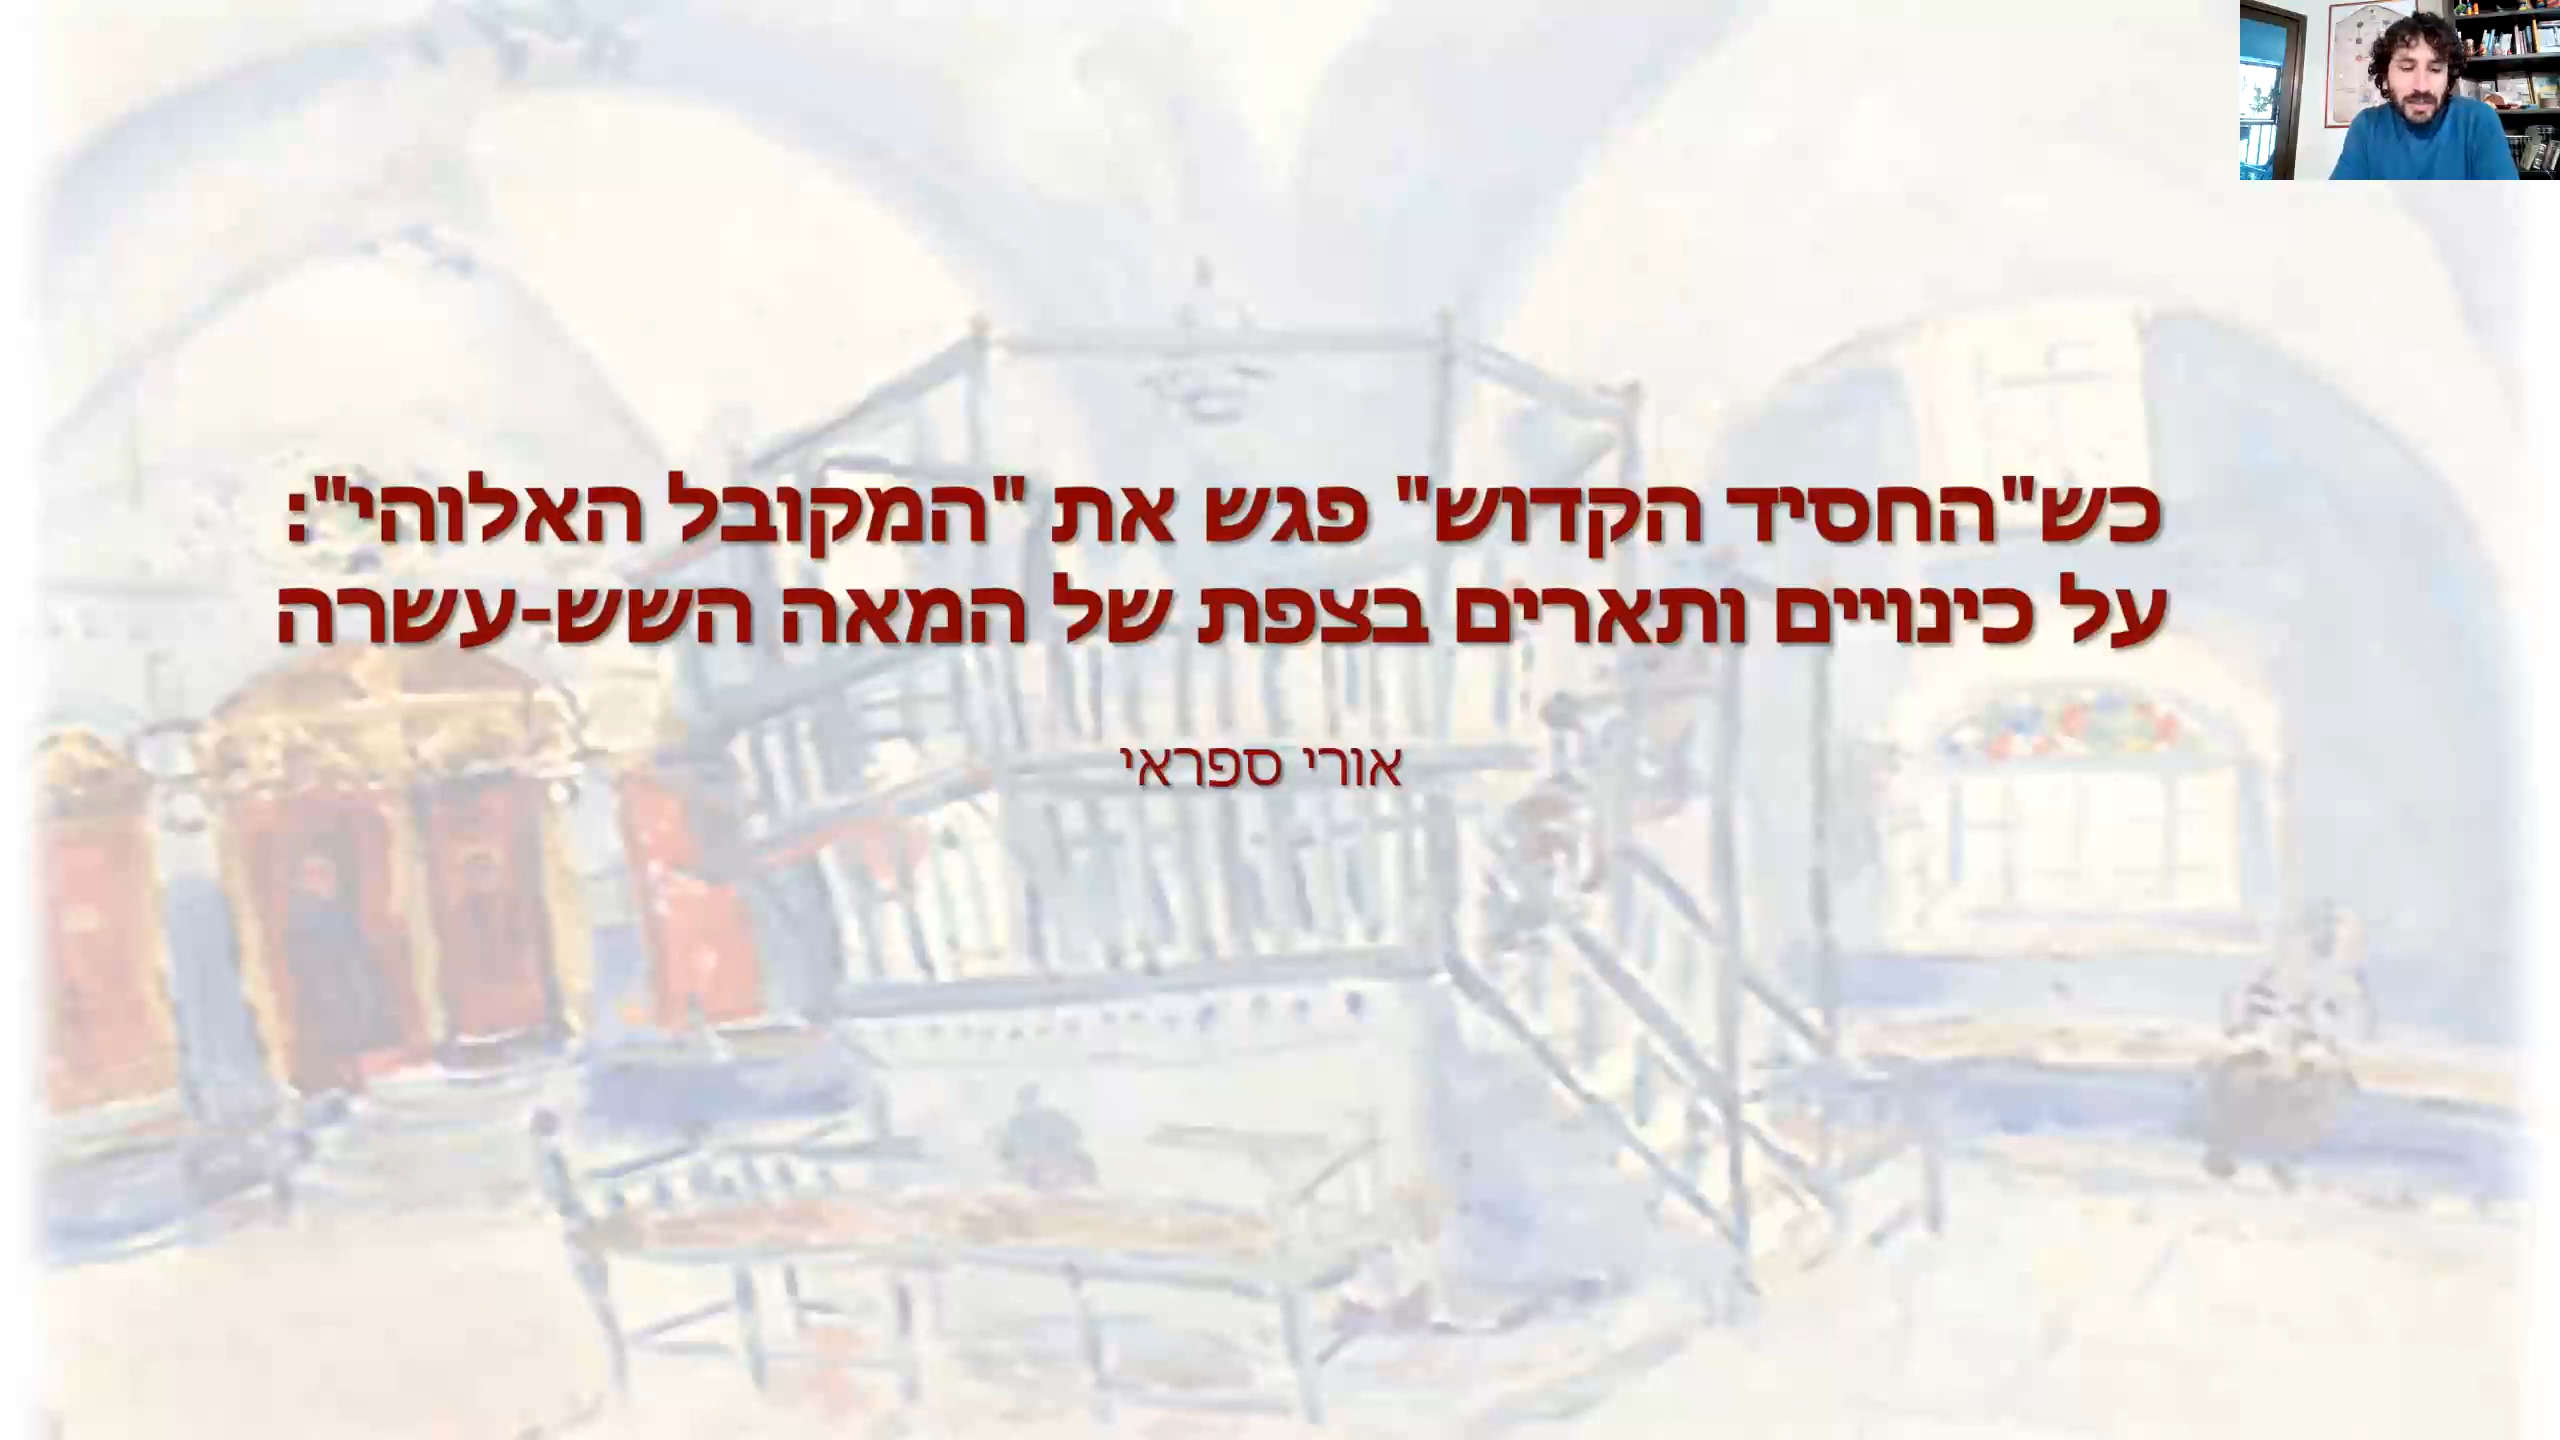 כש"החסיד הקדוש" פגש את "המקובל האלוהי":
על כינויים ותארים בצפת של המאה השש-עשרה
אורי ספראי